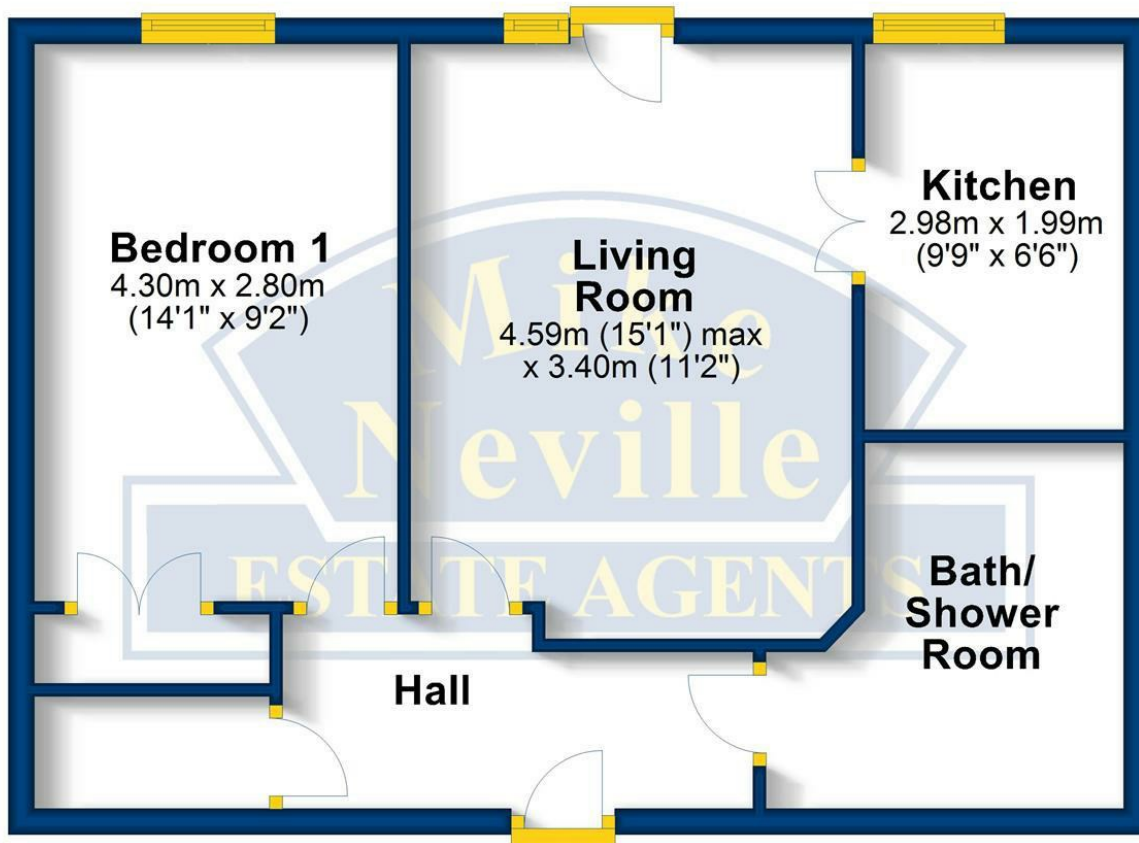 Bedroom 1
4.30m x 2.80m
(14'1" x 9'2")
Living
Room
4.59m (15'1") max
x 3.40m (11'2")
Kitchen
2.98m x 1.99m
(9'9" x 6'6")
Bath/
Shower
Room
Hall
Mike
Neville
ESTATE AGENTS